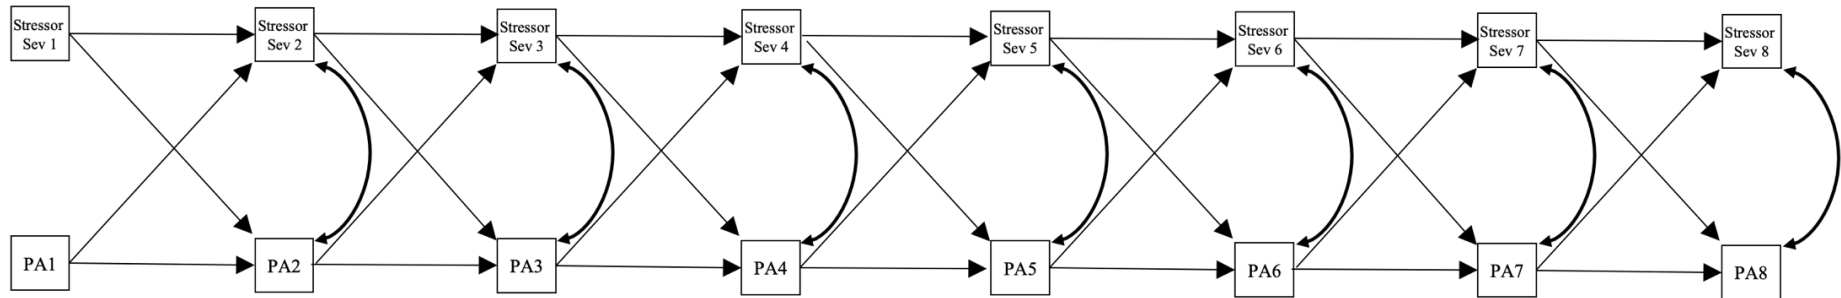 Stressor
Sev 1
Stressor
Sev 2
Stressor
Sev 3
Stressor
Sev 4
Stressor
Sev 5
Stressor
Sev 6
Stressor
Sev 7
Stressor
Sev 8
PA1
PA2
PA3
PA4
PA5
PA6
PA7
PA8